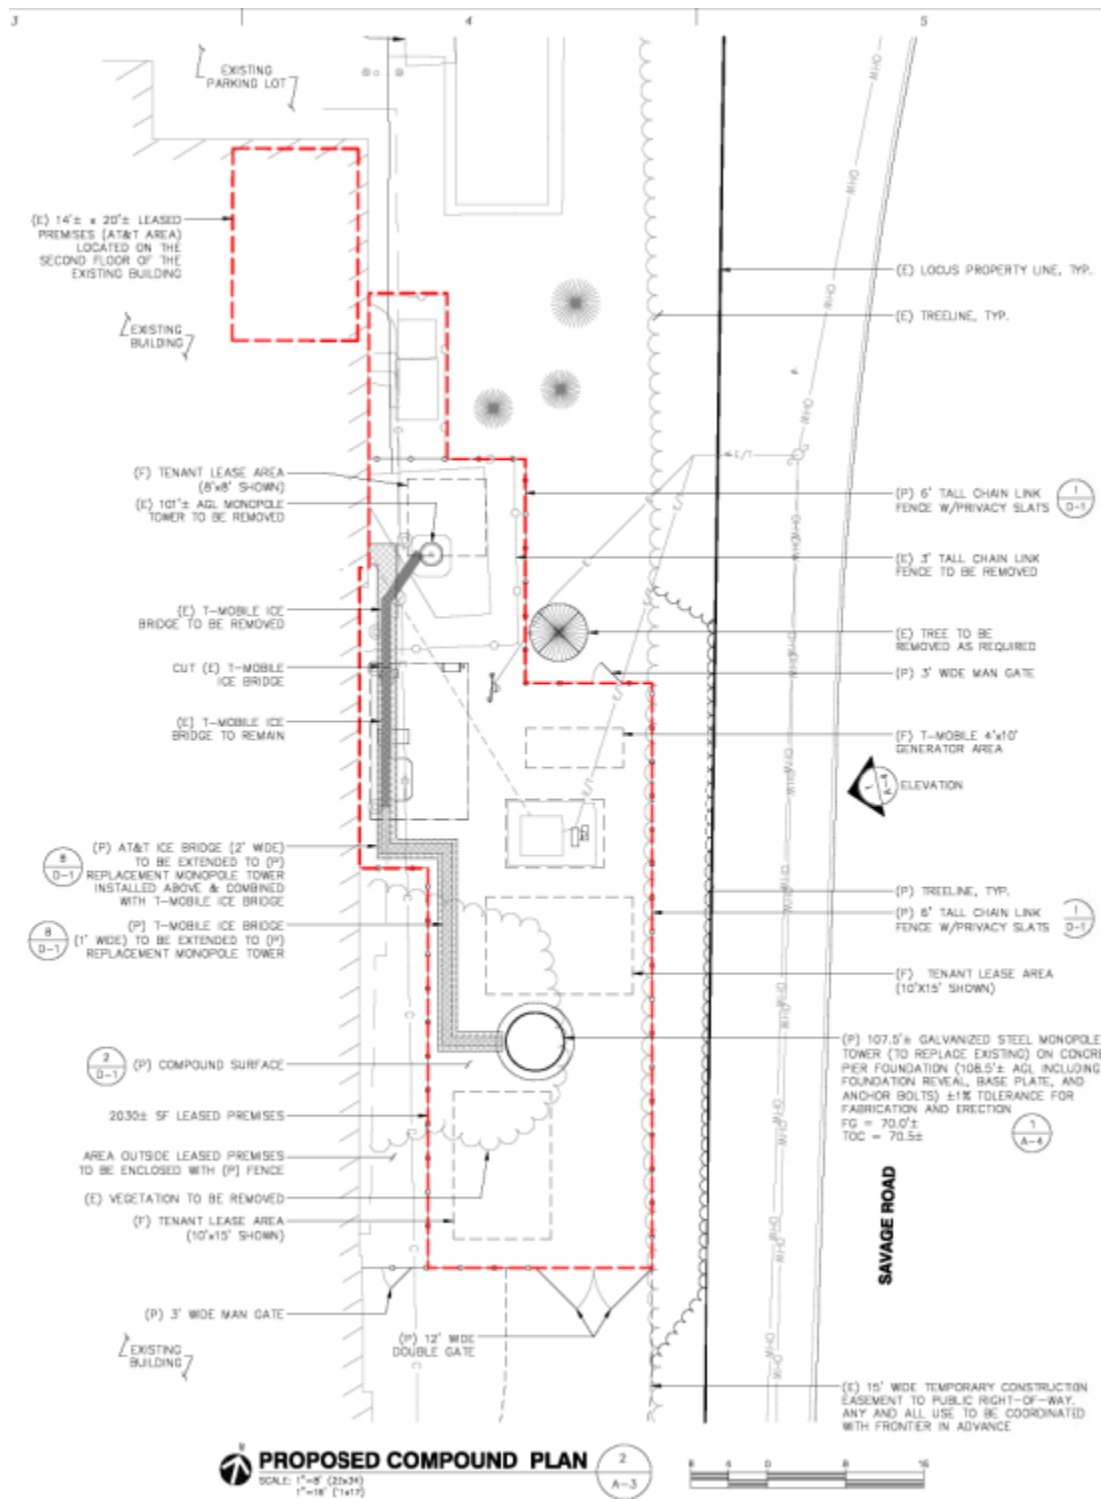 3
4
5
EXISTING
PARKING LOT
(E) 14'± x 20'± LEASED
PREMISES (AT&T AREA)
LOCATED ON THE
SECOND FLOOR OF THE
EXISTING BUILDING
EXISTING
BUILDING
(E) LOCUS PROPERTY LINE, TYP.
(E) TREELINE, TYP.
(F) TENANT LEASE AREA
(8'x8' SHOWN)
(E) 101'± AGL MONOPOLE
TOWER TO BE REMOVED
(P) 6' TALL CHAIN LINK
FENCE W/PRIVACY SLATS
1
D-1
(E) 3' TALL CHAIN LINK
FENCE TO BE REMOVED
(E) T-MOBILE ICE
BRIDGE TO BE REMOVED
(E) TREE TO BE
REMOVED AS REQUIRED
CUT (E) T-MOBILE
ICE BRIDGE
(P) 3' WIDE MAN GATE
(E) T-MOBILE ICE
BRIDGE TO REMAIN
(F) T-MOBILE 4'x10'
GENERATOR AREA
ELEVATION
1
A-4
(P) AT&T ICE BRIDGE (2' WIDE)
TO BE EXTENDED TO (P)
REPLACEMENT MONOPOLE TOWER
INSTALLED ABOVE & COMBINED
WITH T-MOBILE ICE BRIDGE
8
D-1
(P) TREELINE, TYP.
(P) 6' TALL CHAIN LINK
FENCE W/PRIVACY SLATS
1
D-1
(P) T-MOBILE ICE BRIDGE
(1' WIDE) TO BE EXTENDED TO (P)
REPLACEMENT MONOPOLE TOWER
8
D-1
(F) TENANT LEASE AREA
(10'X15' SHOWN)
(P) 107.5'± GALVANIZED STEEL MONOPOLE
TOWER (TO REPLACE EXISTING) ON CONCRE
PIER FOUNDATION (108.5'± AGL INCLUDING
FOUNDATION REVEAL, BASE PLATE, AND
ANCHOR BOLTS) ±1% TOLERANCE FOR
FABRICATION AND ERECTION
FG = 70.0'±
TOC = 70.5±
1
A-4
2
D-1
(P) COMPOUND SURFACE
2030± SF LEASED PREMISES
AREA OUTSIDE LEASED PREMISES
TO BE ENCLOSED WITH (P) FENCE
(E) VEGETATION TO BE REMOVED
(F) TENANT LEASE AREA
(10'x15' SHOWN)
SAVAGE ROAD
(P) 3' WIDE MAN GATE
(P) 12' WIDE
DOUBLE GATE
EXISTING
BUILDING
(E) 15' WIDE TEMPORARY CONSTRUCTION
EASEMENT TO PUBLIC RIGHT-OF-WAY.
ANY AND ALL USE TO BE COORDINATED
WITH FRONTIER IN ADVANCE
OHW
E/T
N
PROPOSED COMPOUND PLAN
SCALE: 1"=8' (22x34)
1"=16' (11x17)
2
A-3
8
4
0
8
16